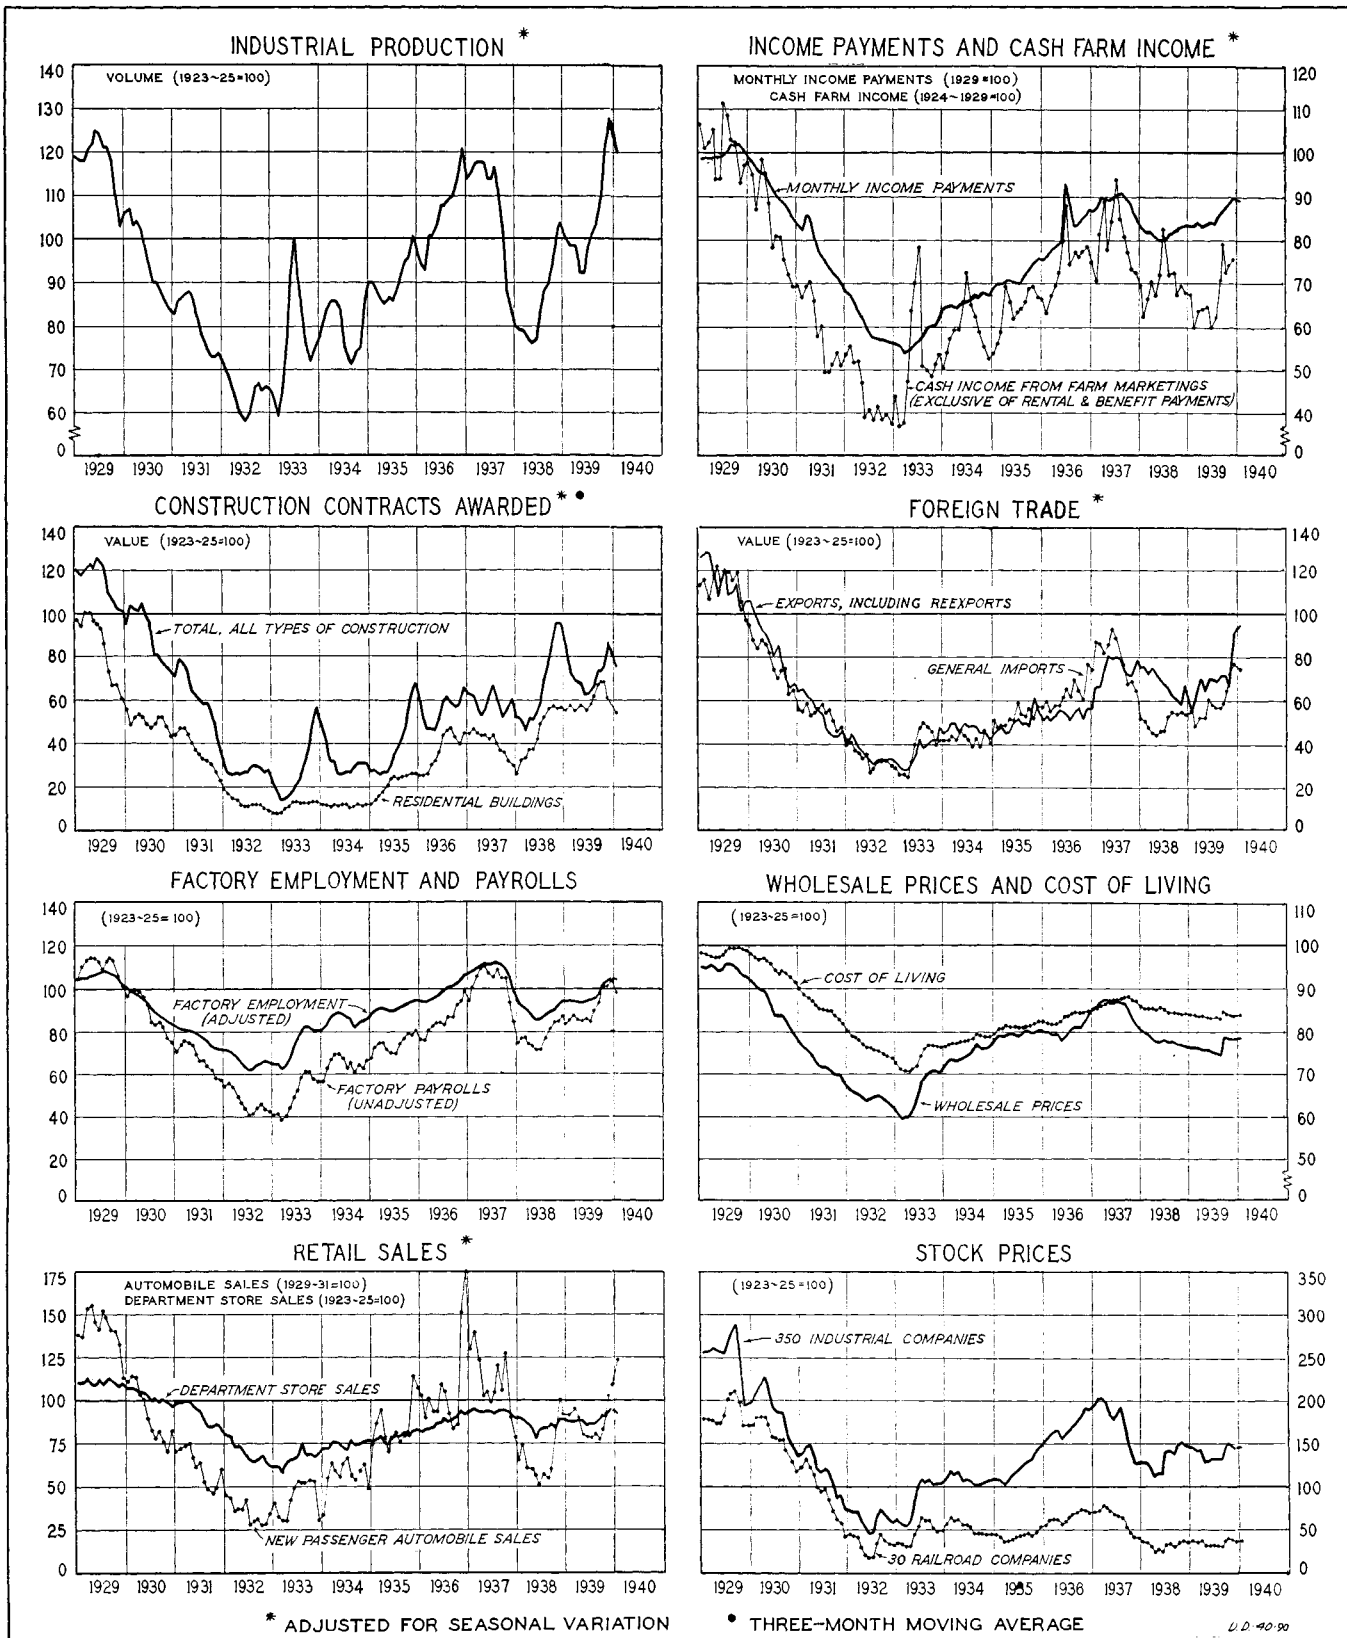 INDUSTRIAL PRODUCTION *
VOLUME (1923~25=100)
140
130
120
110
100
90
80
70
60
0
1929 1930 1931 1932 1933 1934 1935 1936 1937 1938 1939 1940
INCOME PAYMENTS AND CASH FARM INCOME *
MONTHLY INCOME PAYMENTS (1929=100)
CASH FARM INCOME (1924~1929=100)
MONTHLY INCOME PAYMENTS
CASH INCOME FROM FARM MARKETINGS
(EXCLUSIVE OF RENTAL & BENEFIT PAYMENTS)
120
110
100
90
80
70
60
50
40
0
1929 1930 1931 1932 1933 1934 1935 1936 1937 1938 1939 1940
CONSTRUCTION CONTRACTS AWARDED * •
VALUE (1923~25=100)
TOTAL, ALL TYPES OF CONSTRUCTION
RESIDENTIAL BUILDINGS
140
120
100
80
60
40
20
0
1929 1930 1931 1932 1933 1934 1935 1936 1937 1938 1939 1940
FOREIGN TRADE *
VALUE (1923~25=100)
EXPORTS, INCLUDING REEXPORTS
GENERAL IMPORTS
140
120
100
80
60
40
20
0
1929 1930 1931 1932 1933 1934 1935 1936 1937 1938 1939 1940
FACTORY EMPLOYMENT AND PAYROLLS
(1923~25=100)
FACTORY EMPLOYMENT
(ADJUSTED)
FACTORY PAYROLLS
(UNADJUSTED)
140
120
100
80
60
40
20
0
1929 1930 1931 1932 1933 1934 1935 1936 1937 1938 1939 1940
WHOLESALE PRICES AND COST OF LIVING
(1923~25=100)
COST OF LIVING
WHOLESALE PRICES
110
100
90
80
70
60
50
0
1929 1930 1931 1932 1933 1934 1935 1936 1937 1938 1939 1940
RETAIL SALES *
AUTOMOBILE SALES (1929-31=100)
DEPARTMENT STORE SALES (1923~25=100)
DEPARTMENT STORE SALES
NEW PASSENGER AUTOMOBILE SALES
175
150
125
100
75
50
25
0
1929 1930 1931 1932 1933 1934 1935 1936 1937 1938 1939 1940
STOCK PRICES
(1923~25=100)
350 INDUSTRIAL COMPANIES
30 RAILROAD COMPANIES
350
300
250
200
150
100
50
0
1929 1930 1931 1932 1933 1934 1935 1936 1937 1938 1939 1940
* ADJUSTED FOR SEASONAL VARIATION
• THREE-MONTH MOVING AVERAGE
U.D.-40-90